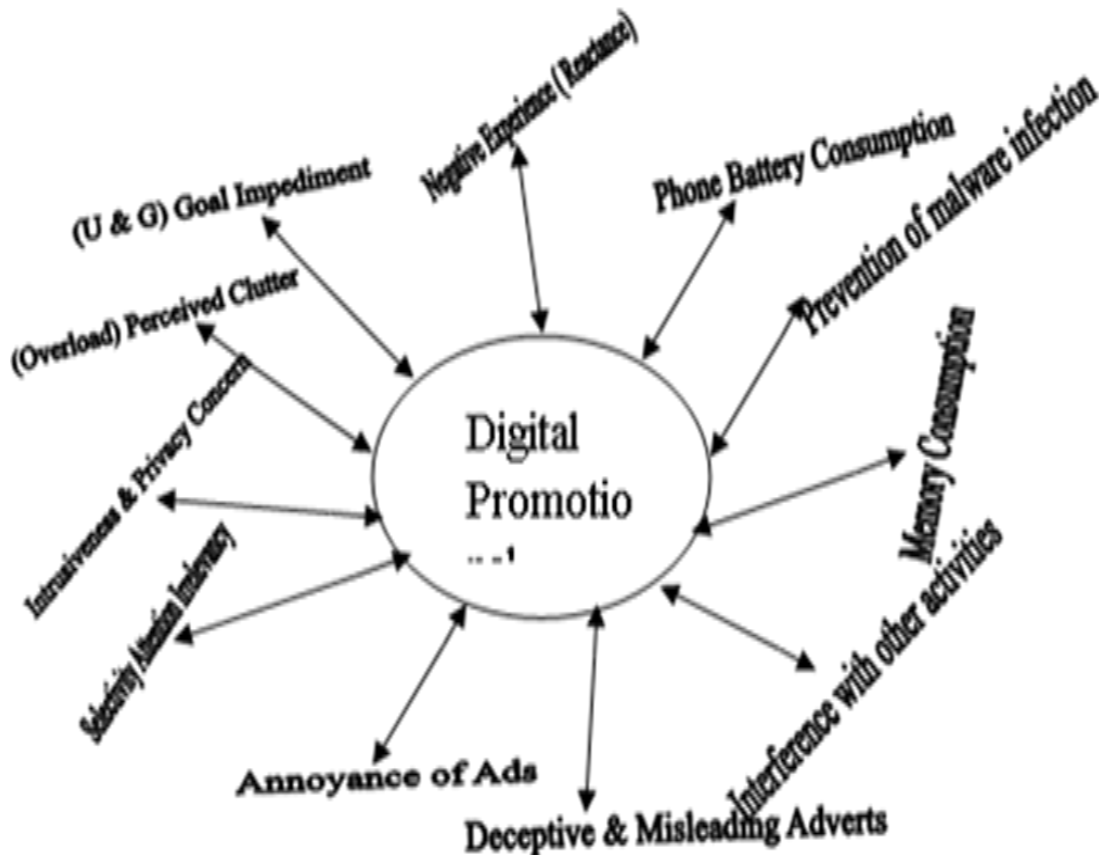 Negative Experience ( Reactance)
Phone Battery Consumption
Prevention of malware infection
(U & G) Goal Impediment
(Overload) Perceived Clutter
Intrusiveness & Privacy Concern
Selectivity Attention Irrelevancy
Memory Consumption
Interference with other activities
Annoyance of Ads
Deceptive & Misleading Adverts
Digital
Promotio